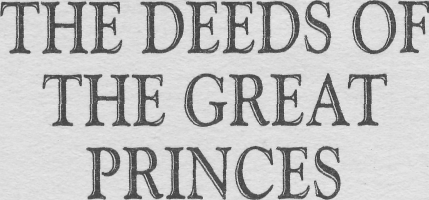 THE DEEDS OF
THE GREAT
PRINCES